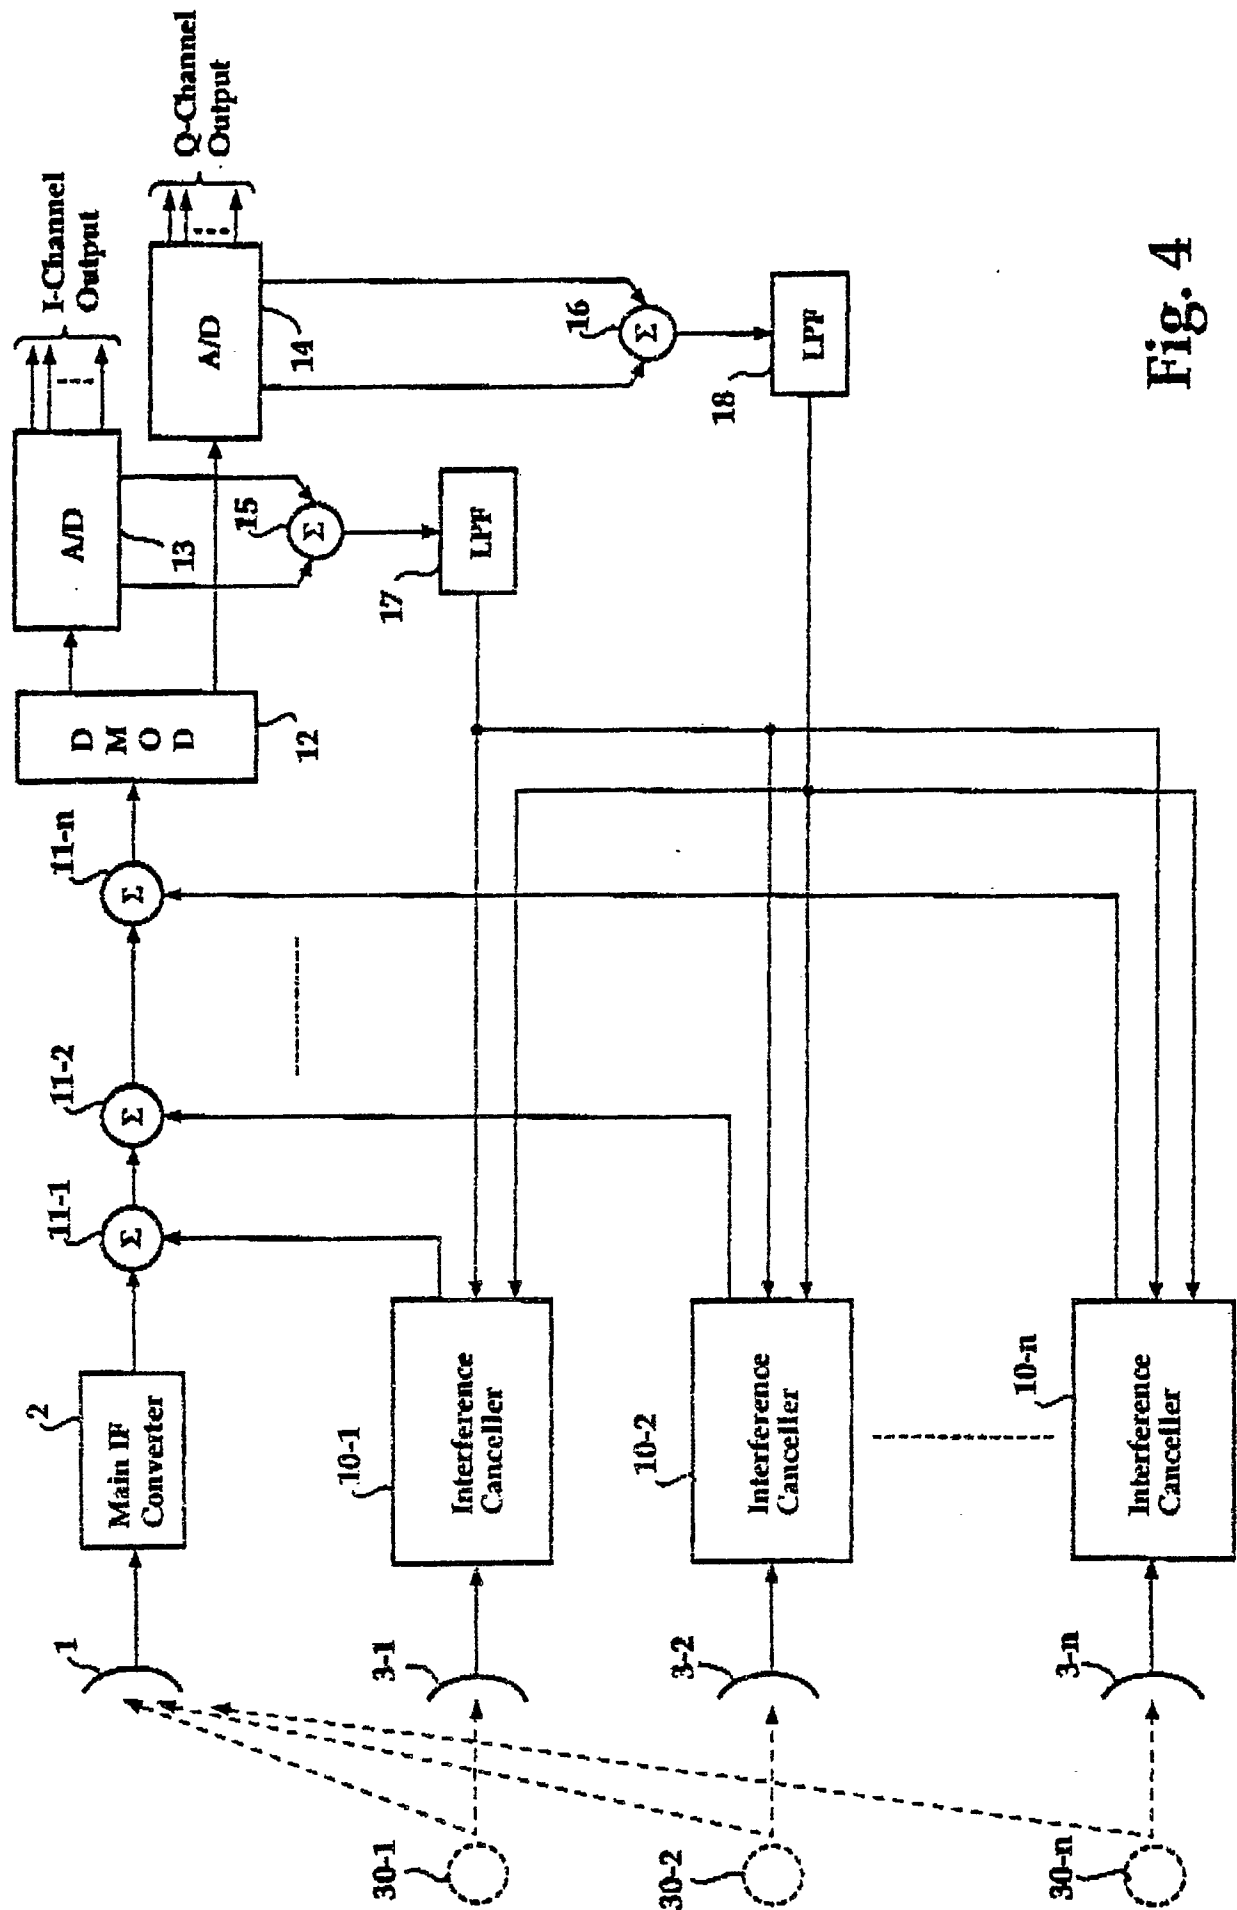 1
2
Main IF
Converter
11-1
Σ
11-2
Σ
11-n
Σ
D
M
O
D
12
A/D
13
I-Channel
Output
A/D
14
Q-Channel
Output
15
Σ
16
Σ
17
LPF
18
LPF
30-1
3-1
10-1
Interference
Canceller
30-2
3-2
10-2
Interference
Canceller
30-n
3-n
10-n
Interference
Canceller
Fig. 4